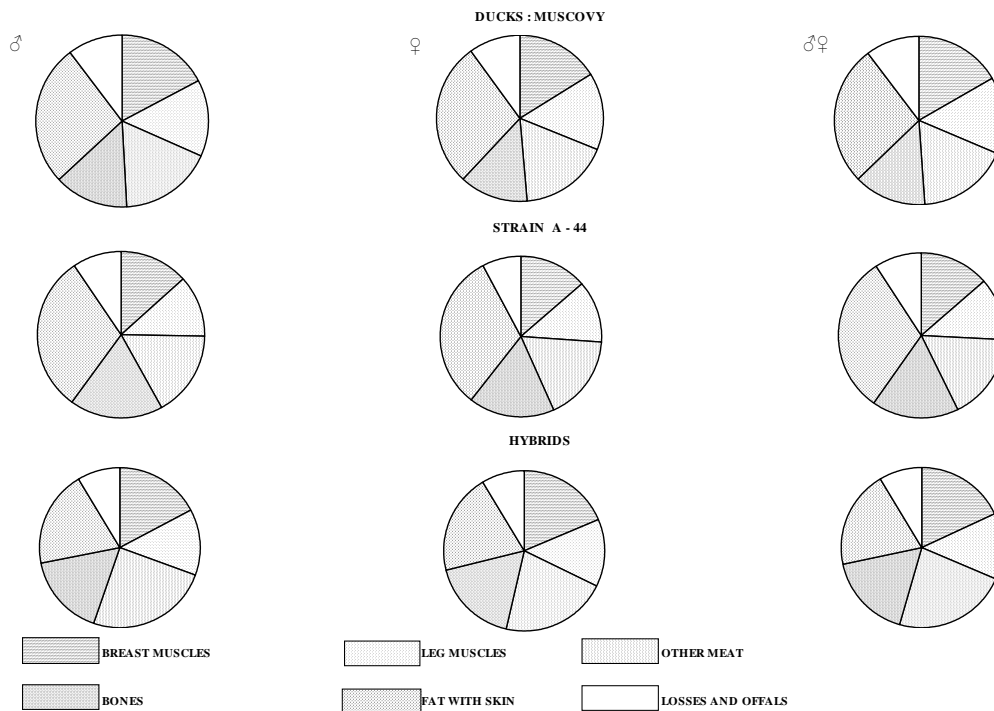 DUCKS : MUSCOVY
♂ ♀ ♂♀
STRAIN A - 44
HYBRIDS
BREAST MUSCLES LEG MUSCLES OTHER MEAT
BONES FAT WITH SKIN LOSSES AND OFFALS